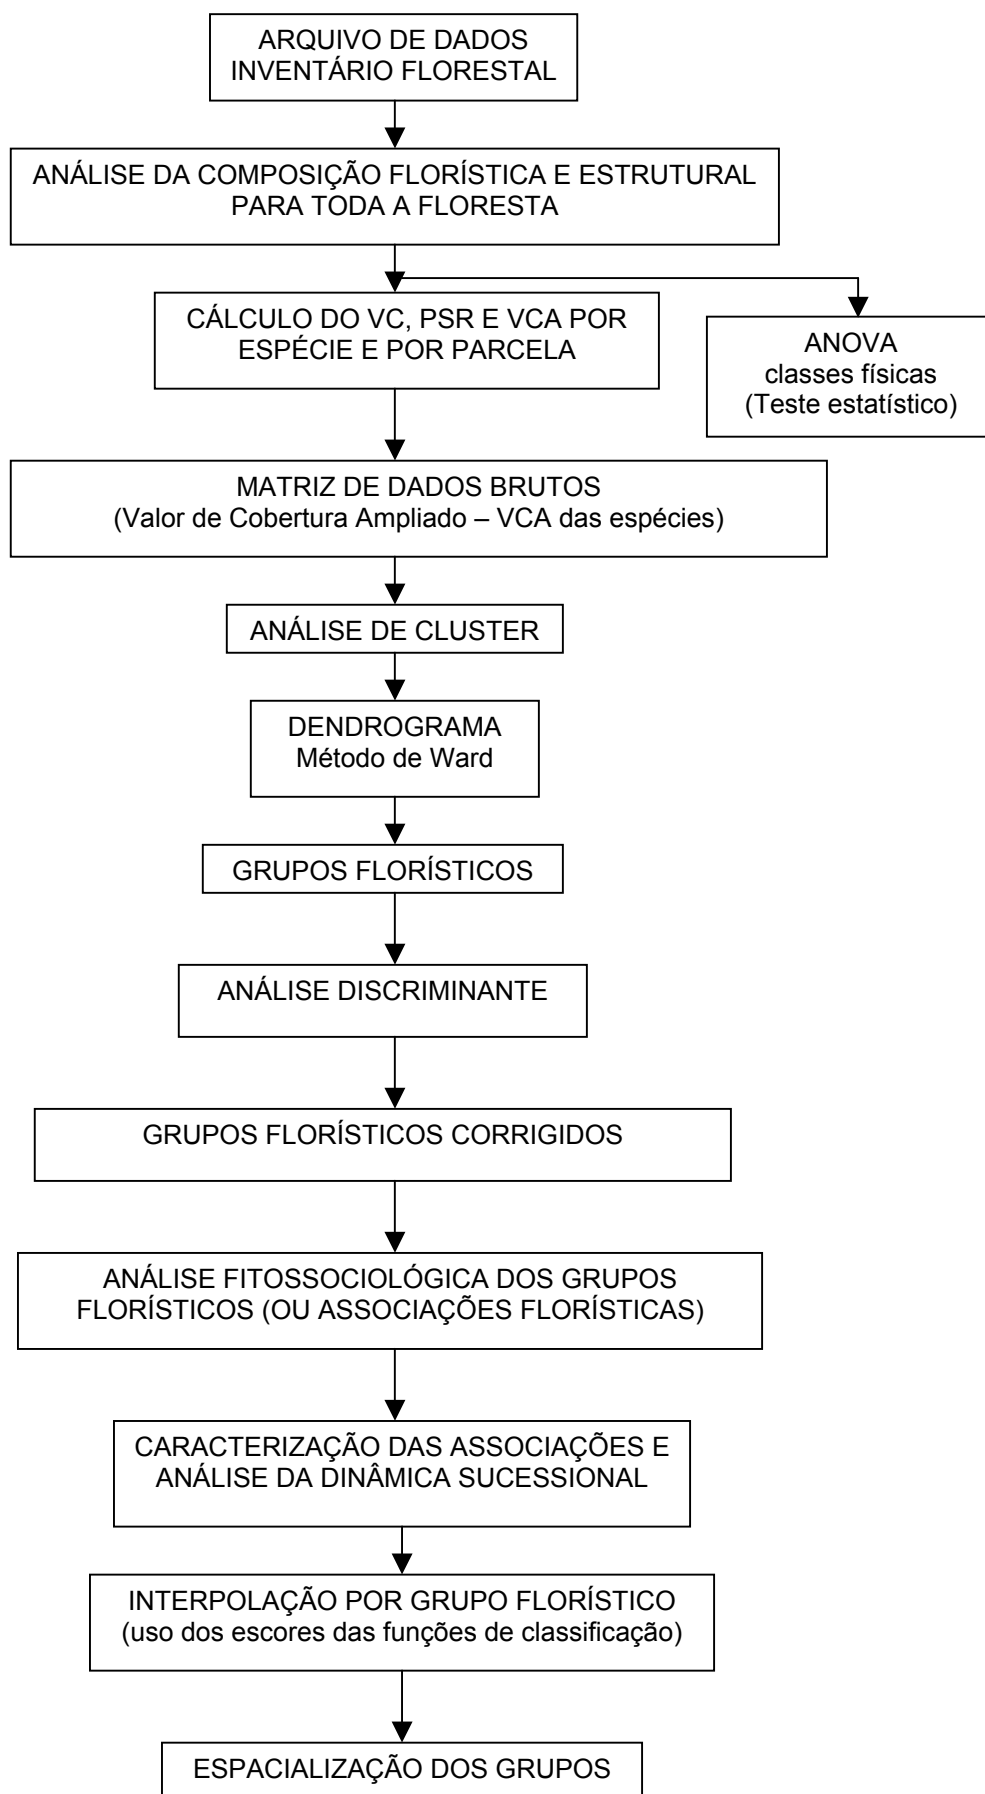 ARQUIVO DE DADOS
INVENTÁRIO FLORESTAL
ANÁLISE DA COMPOSIÇÃO FLORÍSTICA E ESTRUTURAL
PARA TODA A FLORESTA
CÁLCULO DO VC, PSR E VCA POR
ESPÉCIE E POR PARCELA
ANOVA
classes físicas
(Teste estatístico)
MATRIZ DE DADOS BRUTOS
(Valor de Cobertura Ampliado – VCA das espécies)
ANÁLISE DE CLUSTER
DENDROGRAMA
Método de Ward
GRUPOS FLORÍSTICOS
ANÁLISE DISCRIMINANTE
GRUPOS FLORÍSTICOS CORRIGIDOS
ANÁLISE FITOSSOCIOLÓGICA DOS GRUPOS
FLORÍSTICOS (OU ASSOCIAÇÕES FLORÍSTICAS)
CARACTERIZAÇÃO DAS ASSOCIAÇÕES E
ANÁLISE DA DINÂMICA SUCESSIONAL
INTERPOLAÇÃO POR GRUPO FLORÍSTICO
(uso dos escores das funções de classificação)
ESPACIALIZAÇÃO DOS GRUPOS